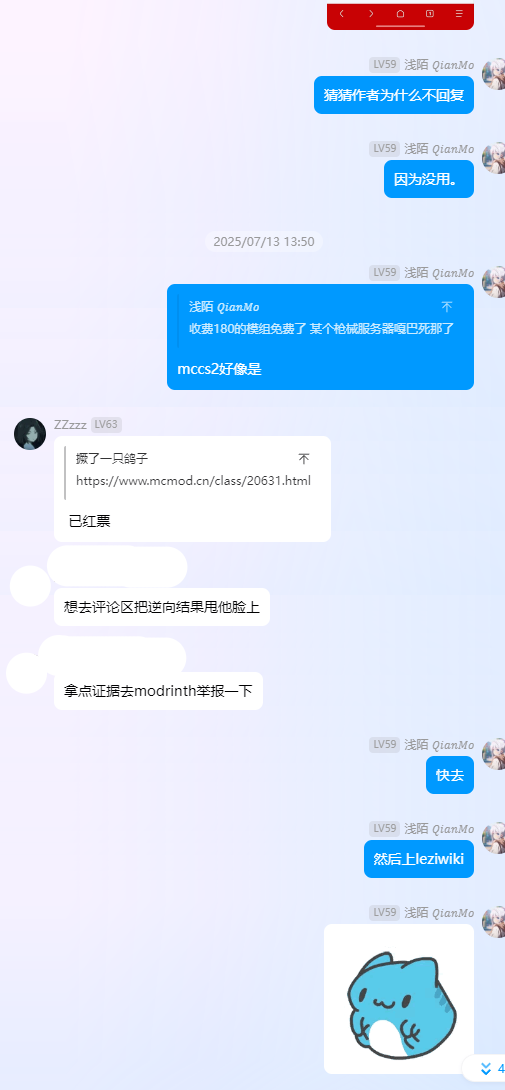 LV59 浅陌 QianMo
猜猜作者为什么不回复
LV59 浅陌 QianMo
因为没用。
2025/07/13 13:50
LV59 浅陌 QianMo
浅陌 QianMo
收费180的模组免费了 某个枪械服务器嘎巴死那了
mccs2好像是
ZZzzz LV63
撅了一只鸽子
https://www.mcmod.cn/class/20631.html
已红票
想去评论区把逆向结果甩他脸上
拿点证据去modrinth举报一下
LV59 浅陌 QianMo
快去
LV59 浅陌 QianMo
然后上leziwiki
LV59 浅陌 QianMo
4